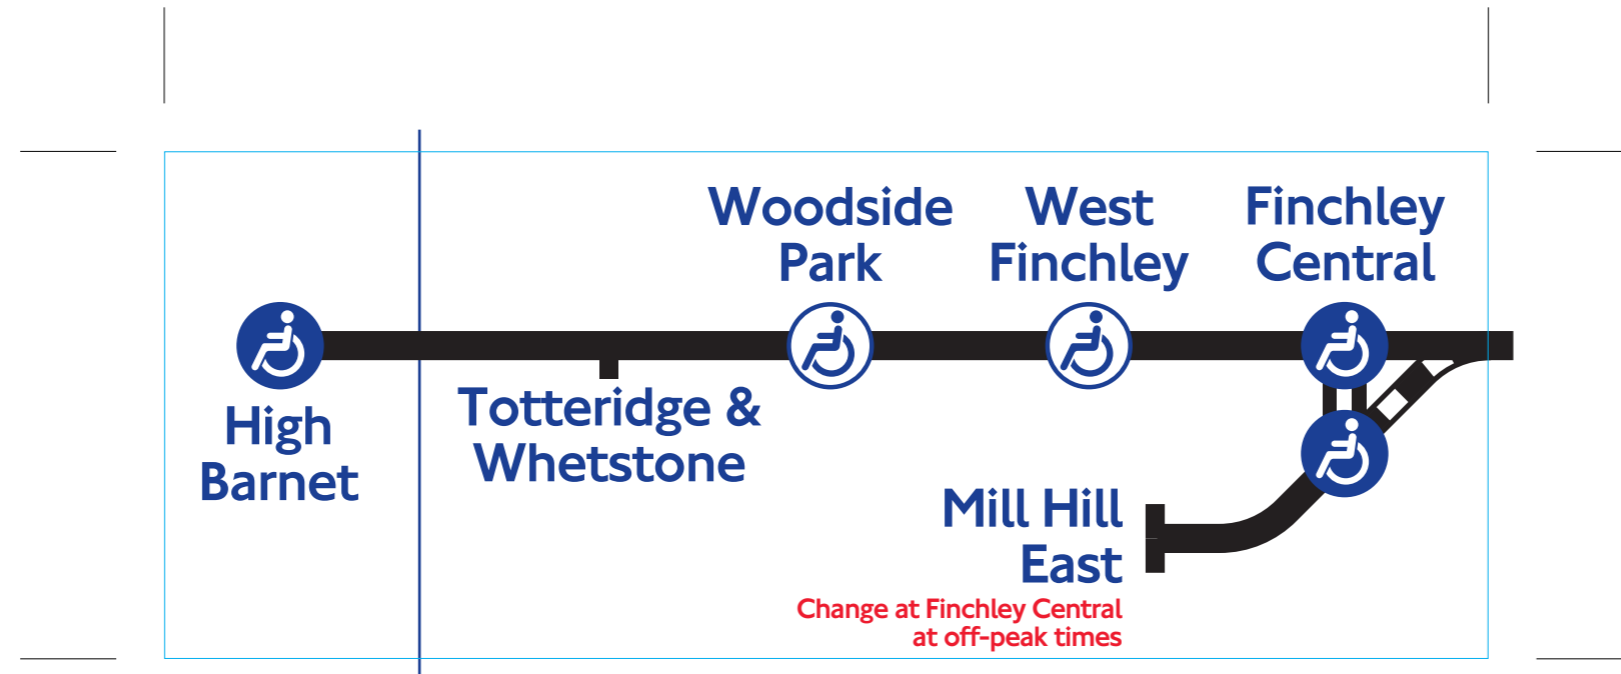 Woodside
Park
West
Finchley
Finchley
Central
High
Barnet
Totteridge &
Whetstone
Mill Hill
East
Change at Finchley Central
at off-peak times